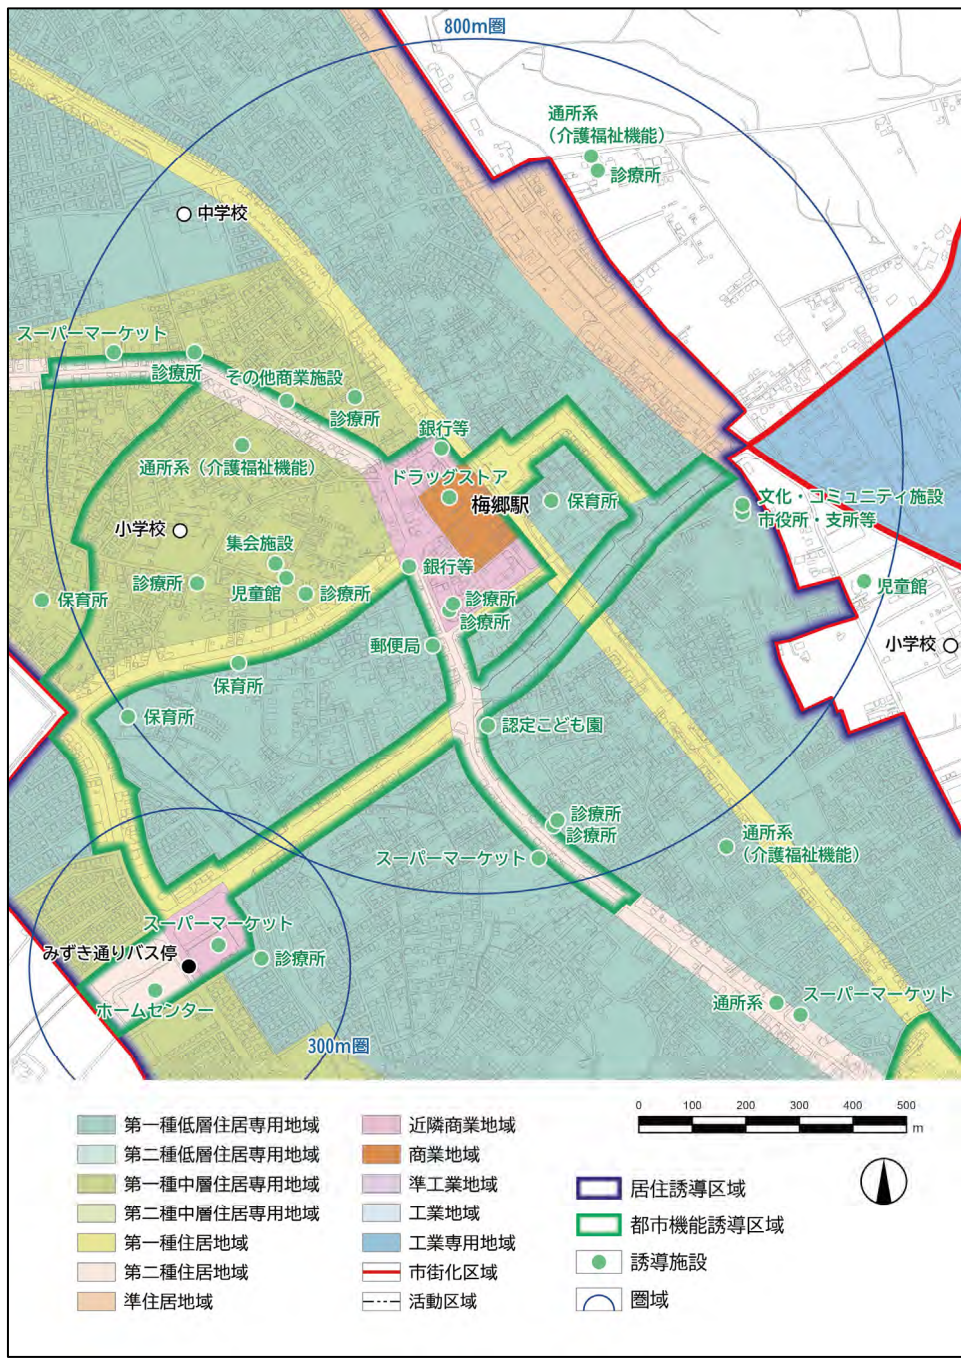 800m圏
通所系
（介護福祉機能）
診療所
中学校
スーパーマーケット
診療所
その他商業施設
診療所
銀行等
通所系（介護福祉機能）
ドラッグストア
梅郷駅
保育所
文化・コミュニティ施設
市役所・支所等
小学校
集会施設
銀行等
診療所
児童館
診療所
保育所
児童館
診療所
診療所
郵便局
小学校
保育所
保育所
認定こども園
診療所
診療所
スーパーマーケット
通所系
（介護福祉機能）
スーパーマーケット
みずき通りバス停
診療所
ホームセンター
通所系
スーパーマーケット
300m圏
第一種低層住居専用地域
第二種低層住居専用地域
第一種中層住居専用地域
第二種中層住居専用地域
第一種住居地域
第二種住居地域
準住居地域
近隣商業地域
商業地域
準工業地域
工業地域
工業専用地域
市街化区域
活動区域
0 100 200 300 400 500
m
居住誘導区域
都市機能誘導区域
誘導施設
圏域